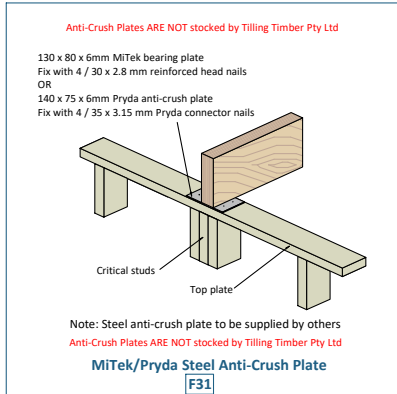 Anti-Crush Plates ARE NOT stocked by Tilling Timber Pty Ltd
130 x 80 x 6mm MiTek bearing plate
Fix with 4 / 30 x 2.8 mm reinforced head nails
OR
140 x 75 x 6mm Pryda anti-crush plate
Fix with 4 / 35 x 3.15 mm Pryda connector nails
Critical studs
Top plate
Note: Steel anti-crush plate to be supplied by others
Anti-Crush Plates ARE NOT stocked by Tilling Timber Pty Ltd
MiTek/Pryda Steel Anti-Crush Plate
F31